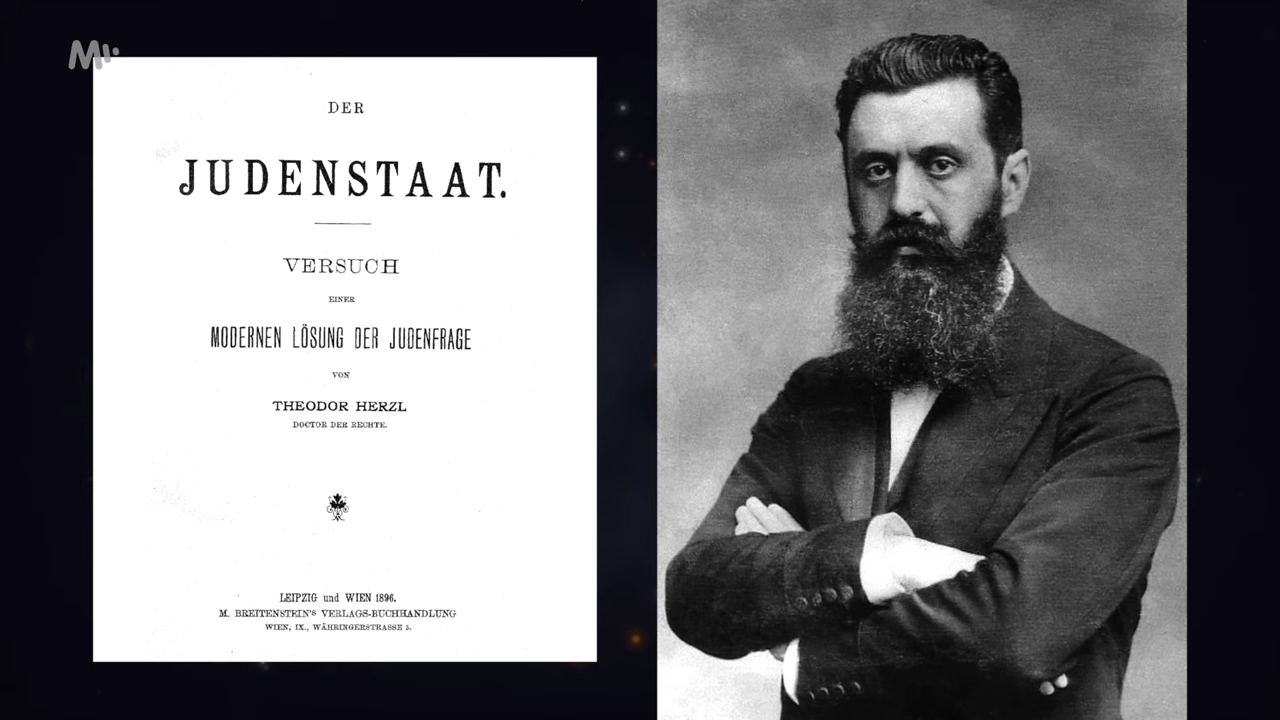 M
DER
JUDENSTAAT.
VERSUCH
EINER
MODERNEN LÖSUNG DER JUDENFRAGE
VON
THEODOR HERZL
DOCTOR DER RECHTE.
LEIPZIG und WIEN 1896.
M. BREITENSTEIN'S VERLAGS-BUCHHANDLUNG
WIEN, IX., WÄHRINGERSTRASSE 5.